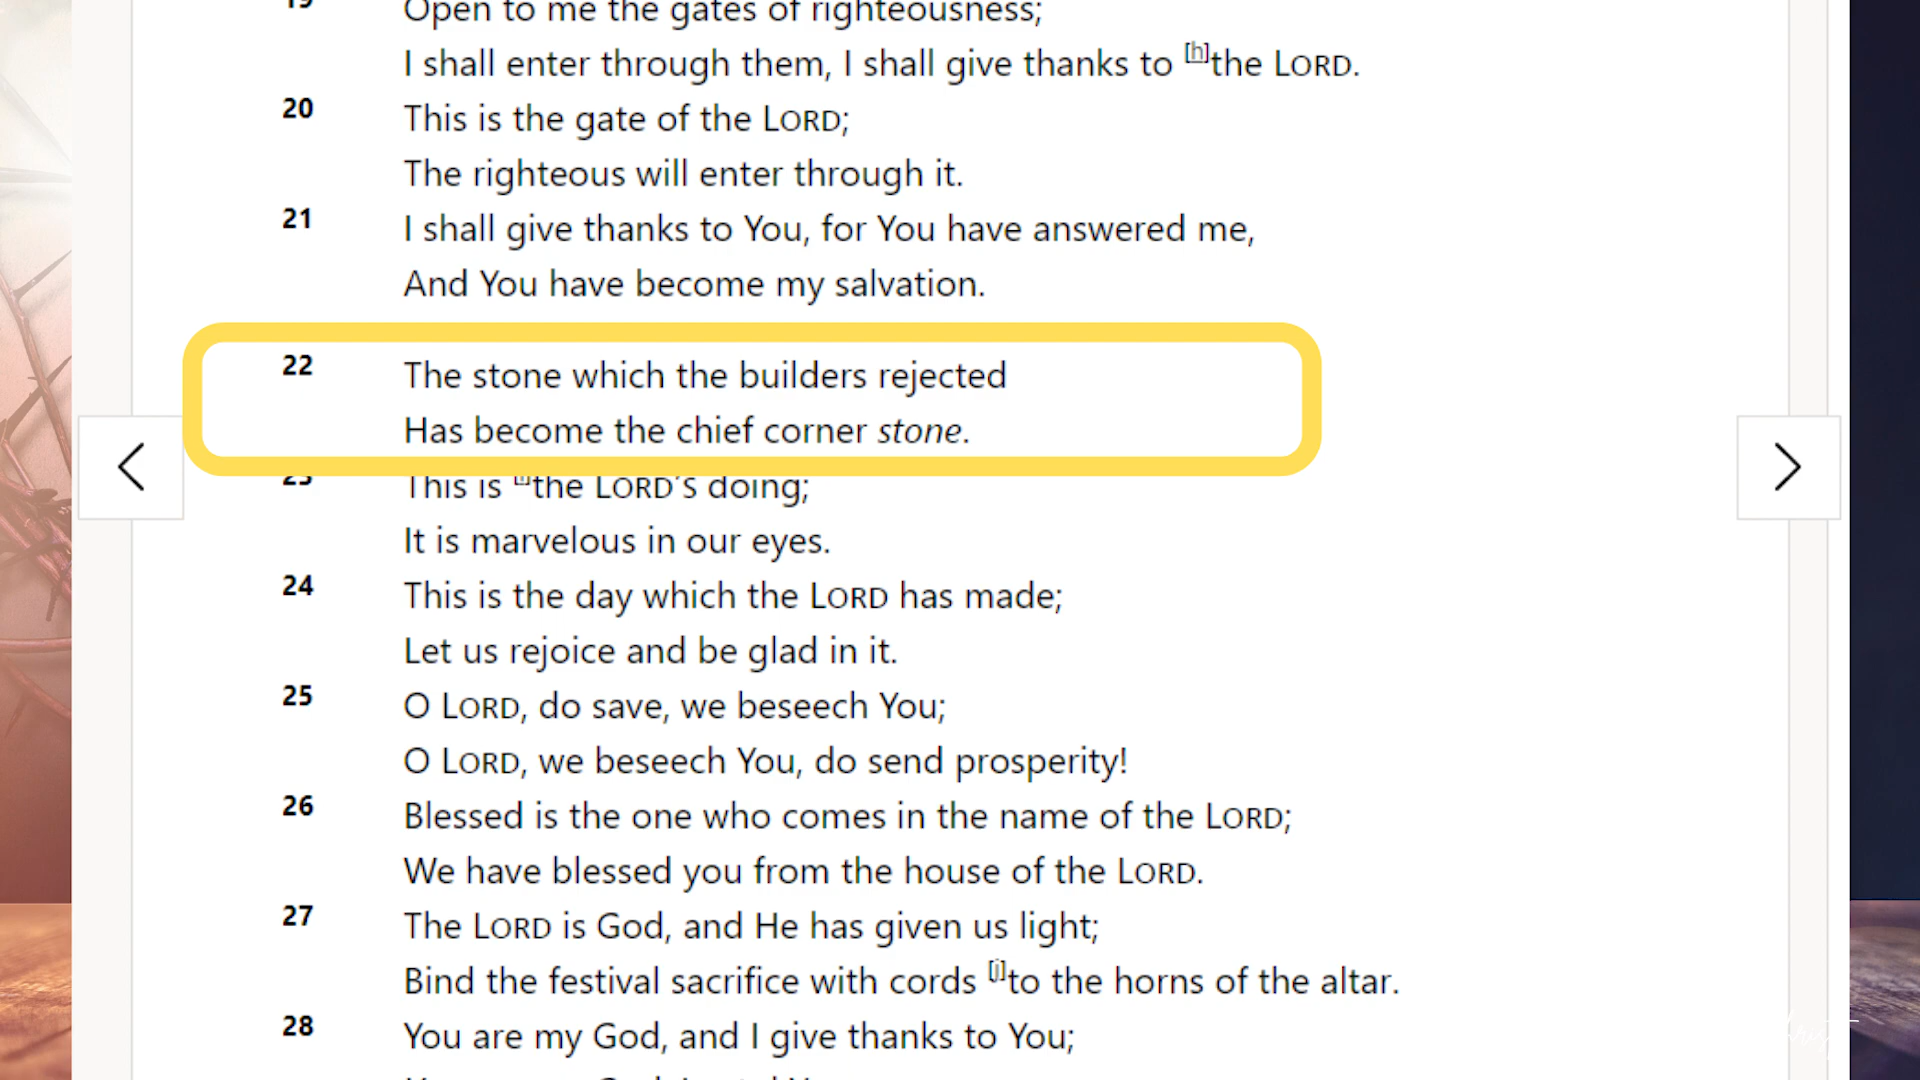 19 Open to me the gates of righteousness;
I shall enter through them, I shall give thanks to [h]the LORD.
20 This is the gate of the LORD;
The righteous will enter through it.
21 I shall give thanks to You, for You have answered me,
And You have become my salvation.
22 The stone which the builders rejected
Has become the chief corner stone.
23 This is the LORD'S doing;
It is marvelous in our eyes.
24 This is the day which the LORD has made;
Let us rejoice and be glad in it.
25 O LORD, do save, we beseech You;
O LORD, we beseech You, do send prosperity!
26 Blessed is the one who comes in the name of the LORD;
We have blessed you from the house of the LORD.
27 The LORD is God, and He has given us light;
Bind the festival sacrifice with cords [j]to the horns of the altar.
28 You are my God, and I give thanks to You;